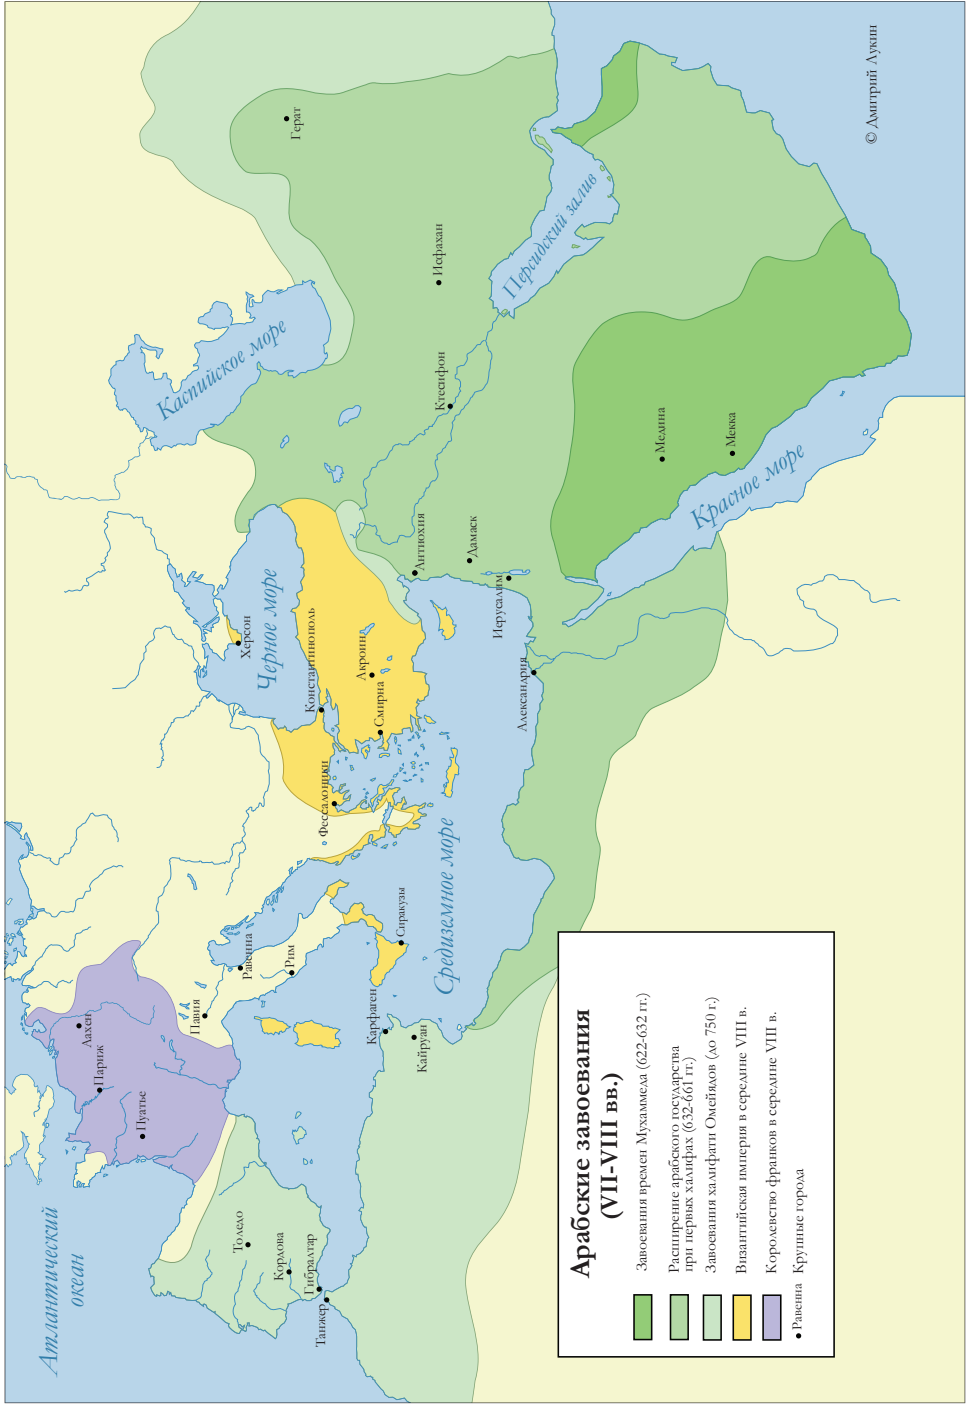 Атлантический
океан
Аахен
Париж
Пуатье
Павия
Равенна
Рим
Толедо
Кордова
Гибралтар
Танжер
Карфаген
Кайруан
Сиракузы
Средиземное море
Фессалоники
Константинополь
Черное море
Херсон
Акроин
Смирна
Александрия
Иерусалим
Антиохия
Дамаск
Каспийское море
Ктесифон
Исфахан
Герат
Персидский залив
Медина
Мекка
Красное море
© Дмитрий Лукин
Арабские завоевания
(VII-VIII вв.)
Завоевания времен Мухаммеда (622-632 гг.)
Расширение арабского государства
при первых халифах (632-661 гг.)
Завоевания халифати Омейядов (до 750 г.)
Византийская империя в середине VIII в.
Королевство франков в середине VIII в.
Равенна Крупные города